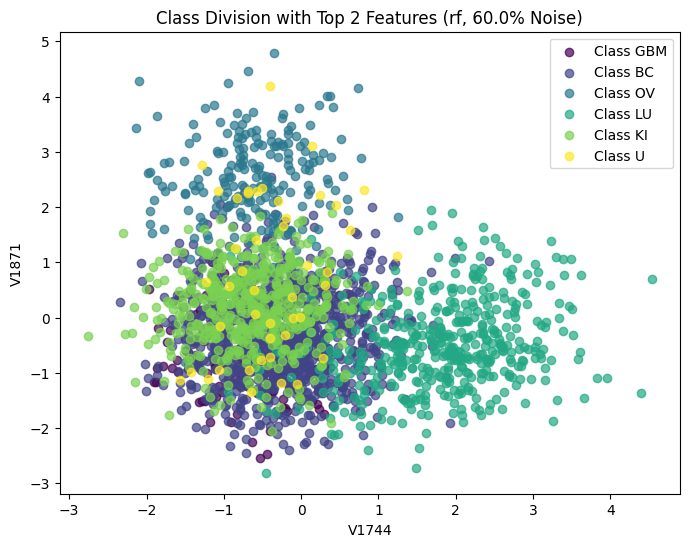 Class Division with Top 2 Features (rf, 60.0% Noise)
Class GBM
Class BC
Class OV
Class LU
Class KI
Class U
V1871
5
4
3
2
1
0
−1
−2
−3
−3
−2
−1
0
1
2
3
4
V1744